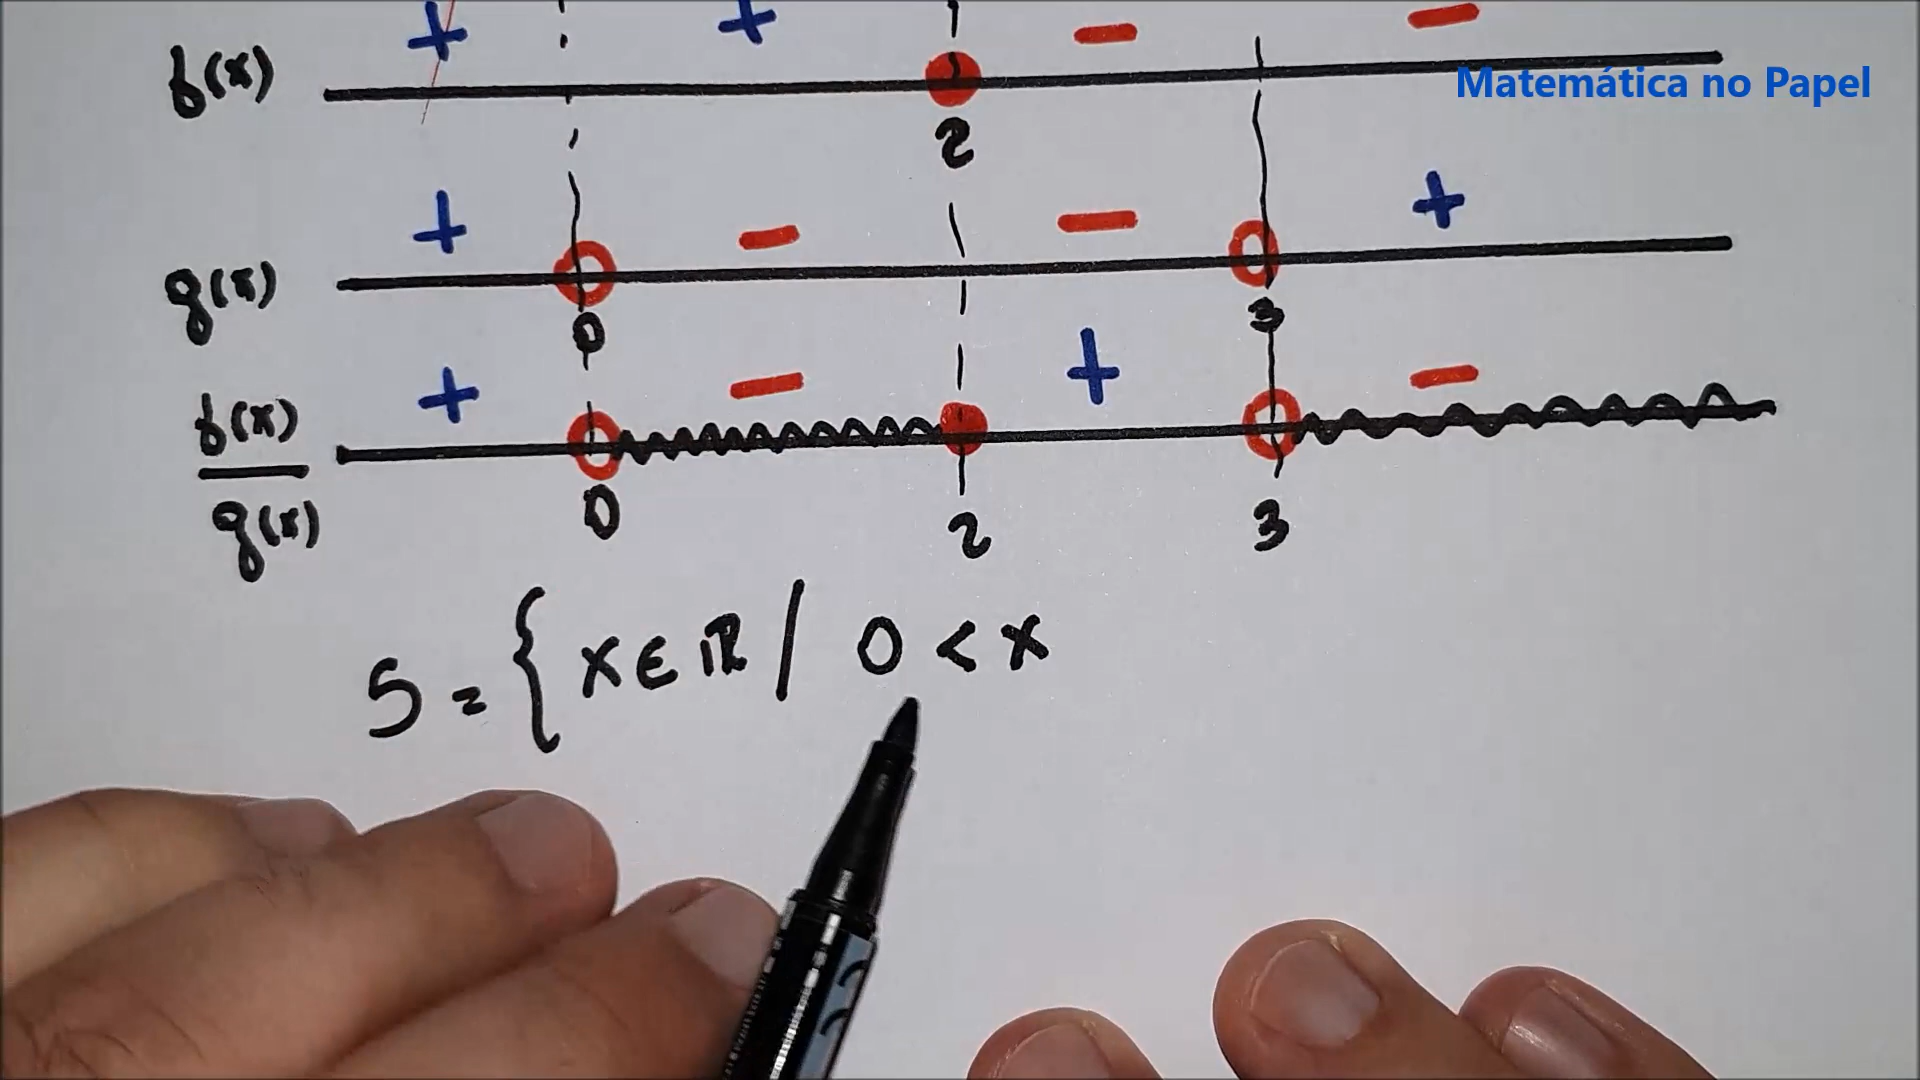 + + − −
f(x)
Matemática no Papel
2
+ − − +
g(x)
0 3
+ − + −
f(x)
g(x)
0 2 3
S = { x ∈ ℝ / 0 < x